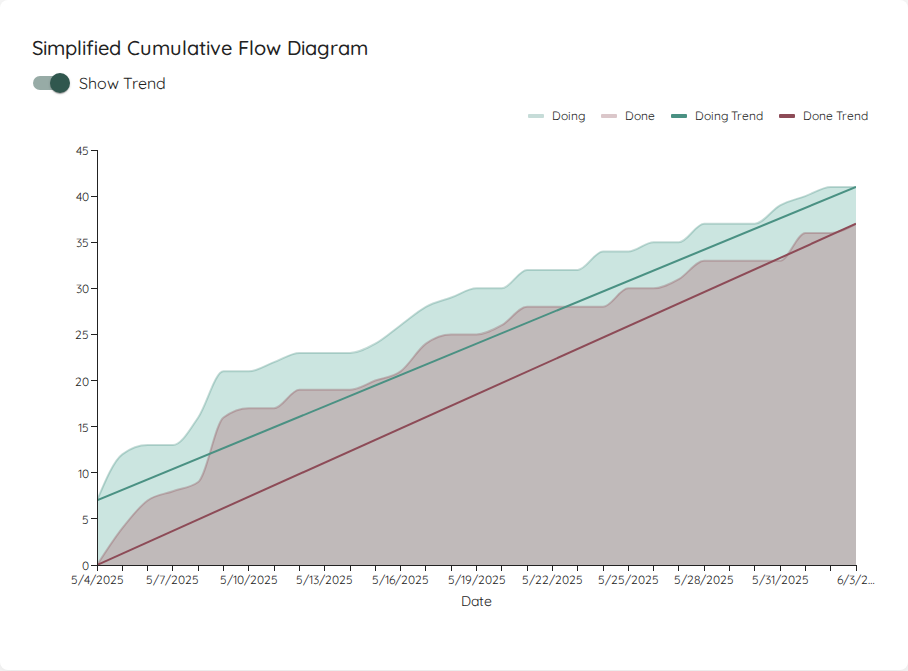 Simplified Cumulative Flow Diagram
Show Trend
Doing Done Doing Trend Done Trend
45
40
35
30
25
20
15
10
5
0
5/4/2025 5/7/2025 5/10/2025 5/13/2025 5/16/2025 5/19/2025 5/22/2025 5/25/2025 5/28/2025 5/31/2025 6/3/2...
Date